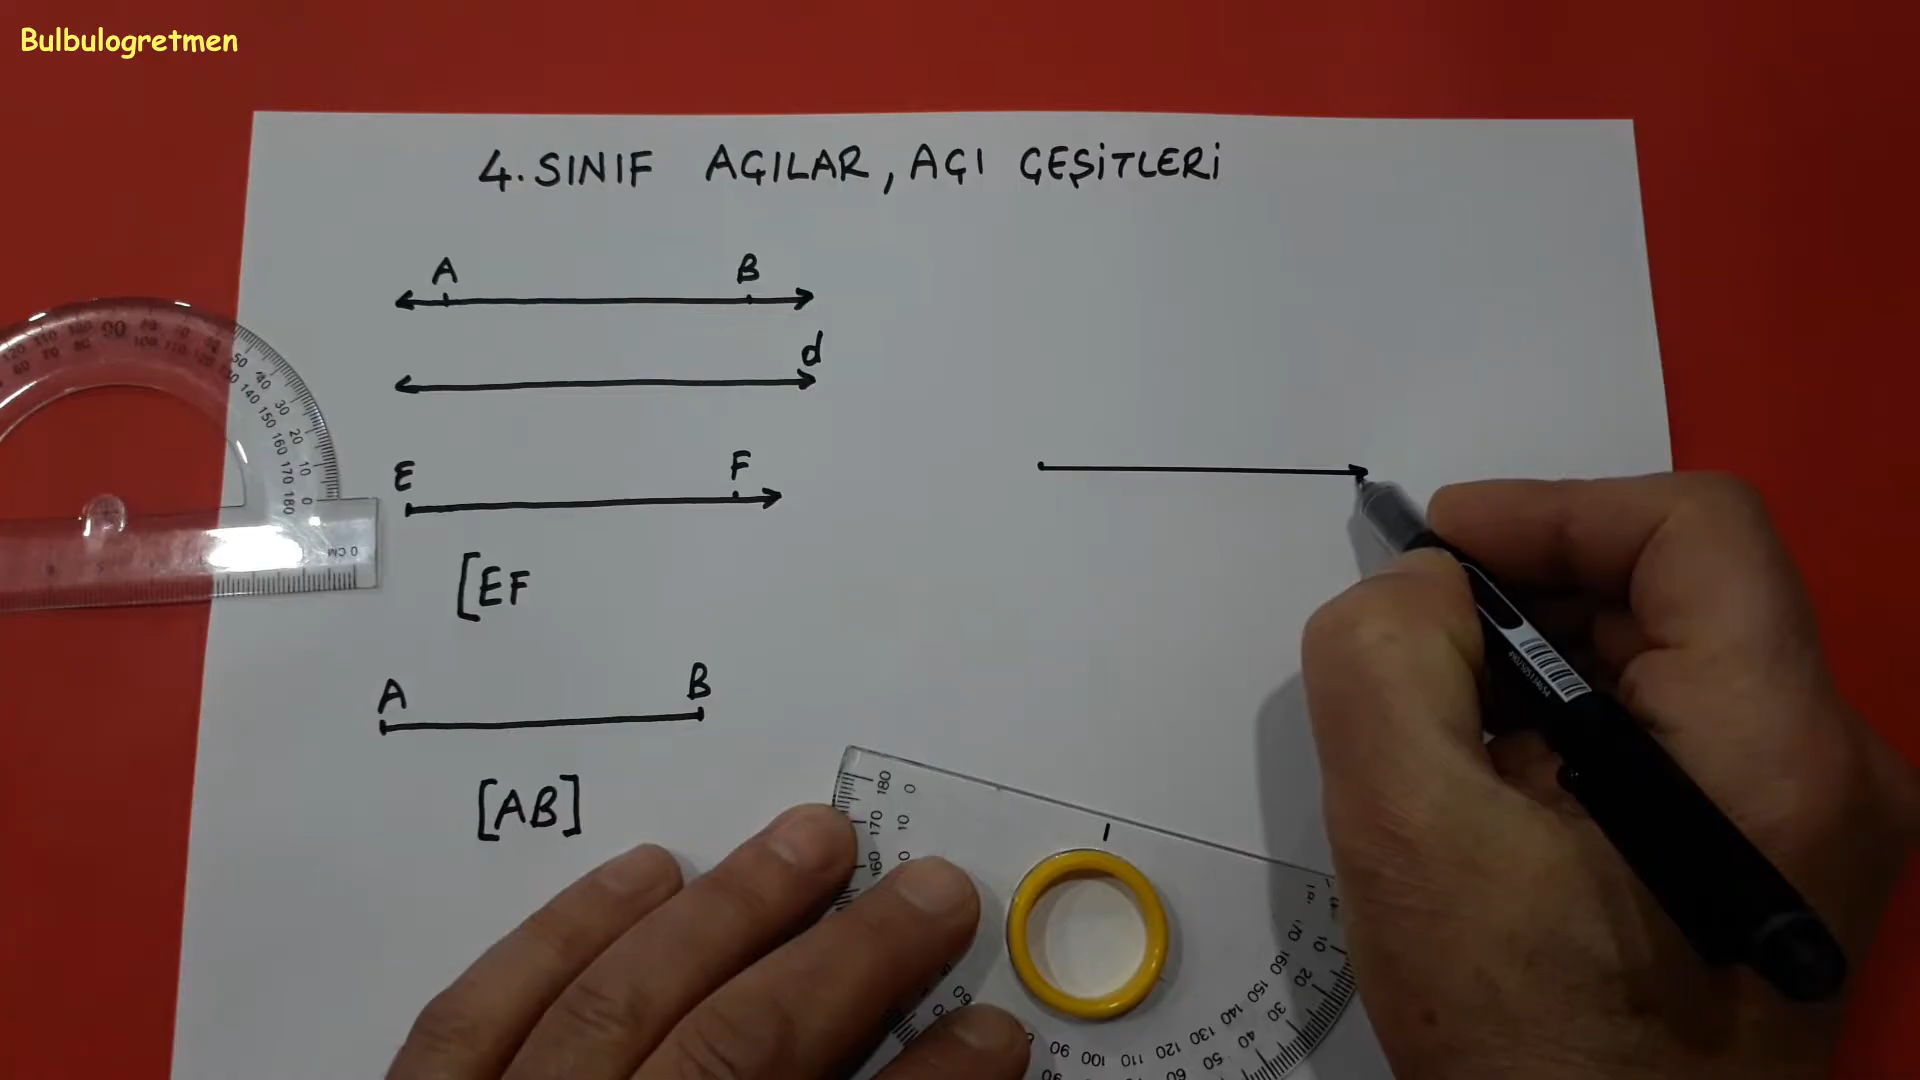 Bulbulogretmen
4. SINIF AÇILAR, AÇI ÇEŞİTLERİ
A B
d
E F
[EF
A B
[AB]